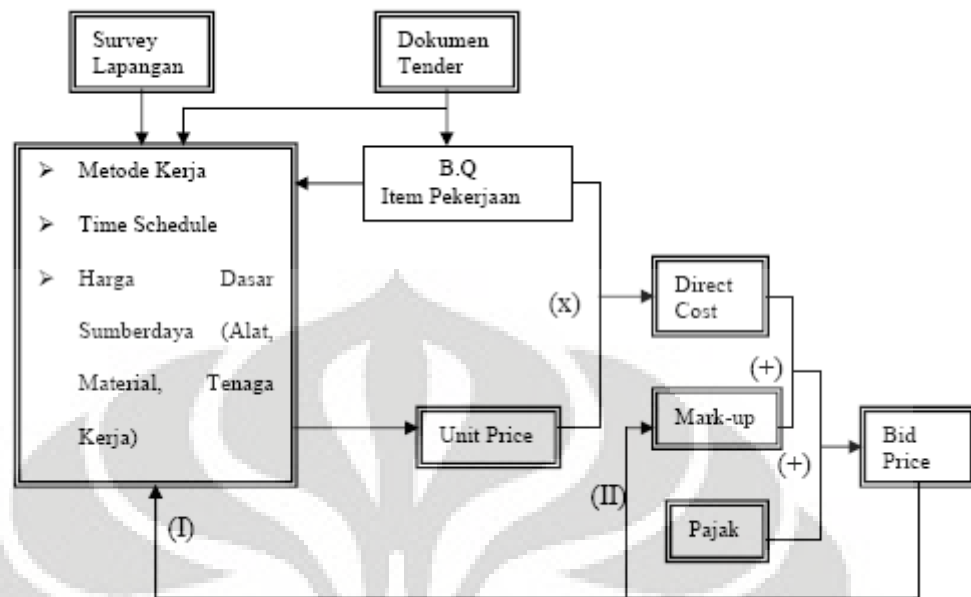 Survey
Lapangan
Dokumen
Tender
➢ Metode Kerja
➢ Time Schedule
➢ Harga Dasar
Sumberdaya (Alat,
Material, Tenaga
Kerja)
B.Q
Item Pekerjaan
(x)
Unit Price
Direct
Cost
(+)
Mark-up
(+)
(II)
Pajak
Bid
Price
(I)